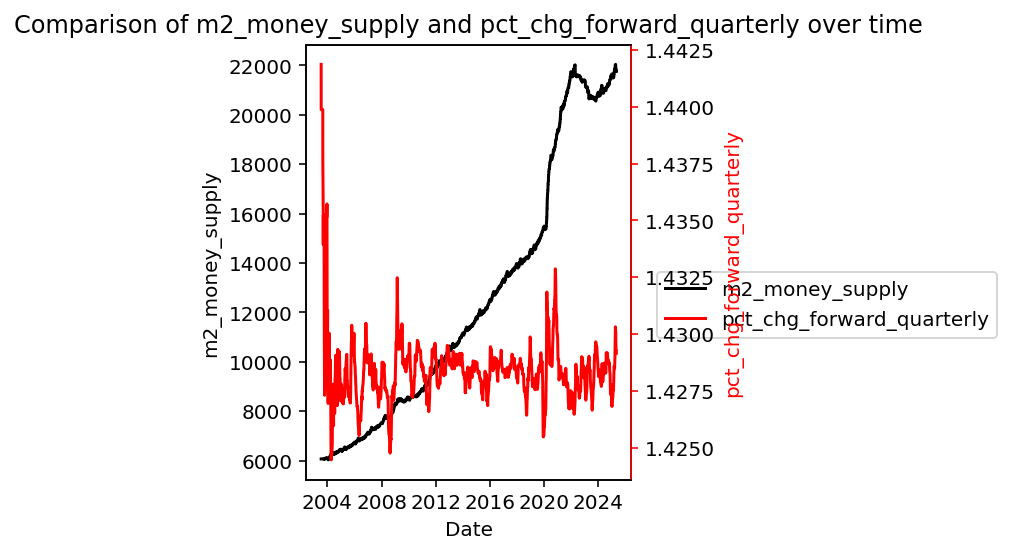 Comparison of m2_money_supply and pct_chg_forward_quarterly over time
m2_money_supply
22000
20000
18000
16000
14000
12000
10000
8000
6000
2004 2008 2012 2016 2020 2024
Date
1.4425
1.4400
1.4375
1.4350
1.4325
1.4300
1.4275
1.4250
pct_chg_forward_quarterly
m2_money_supply
pct_chg_forward_quarterly